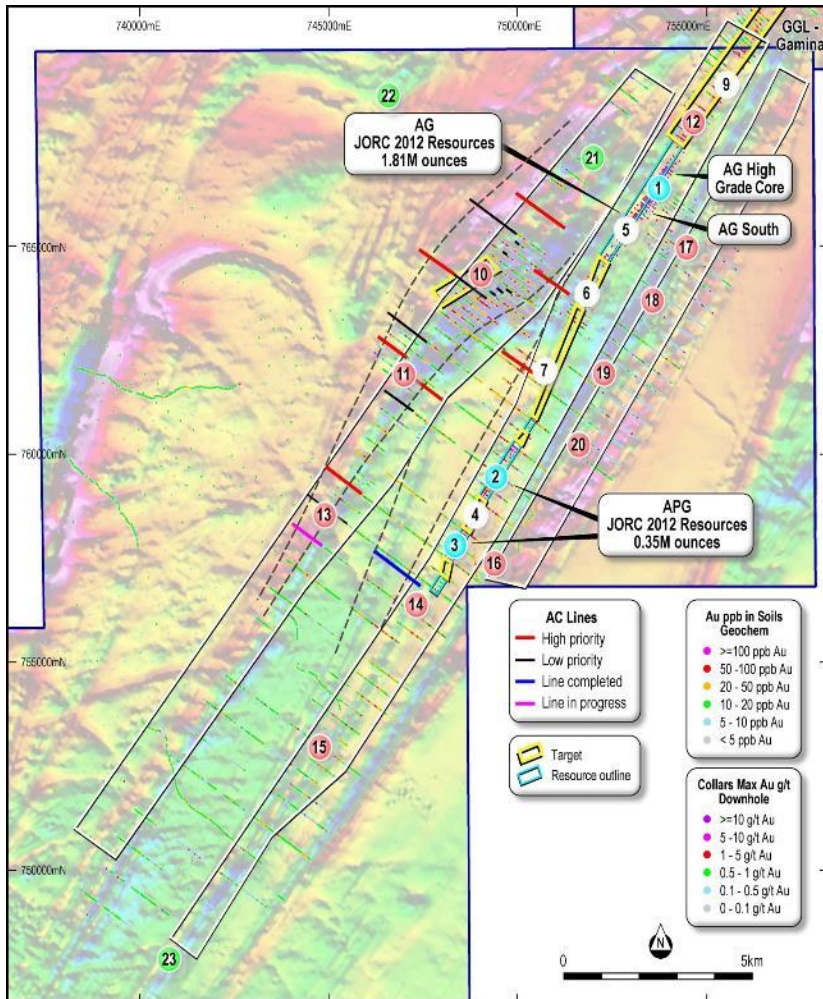 740000mE
745000mE
750000mE
755000mE
GGL -
Gamina
9
22
12
AG
JORC 2012 Resources
1.81M ounces
21
AG High
Grade Core
1
AG South
5
765000mN
17
10
6
18
7
11
19
20
760000mN
2
4
APG
JORC 2012 Resources
0.35M ounces
13
3
16
14
AC Lines
High priority
Low priority
Line completed
Line in progress
Au ppb in Soils
Geochem
>=100 ppb Au
50 -100 ppb Au
20 - 50 ppb Au
10 - 20 ppb Au
5 - 10 ppb Au
< 5 ppb Au
755000mN
15
Target
Resource outline
Collars Max Au g/t
Downhole
>=10 g/t Au
5 - 10 g/t Au
1 - 5 g/t Au
0.5 - 1 g/t Au
0.1 - 0.5 g/t Au
0 - 0.1 g/t Au
750000mN
23
N
0
5km